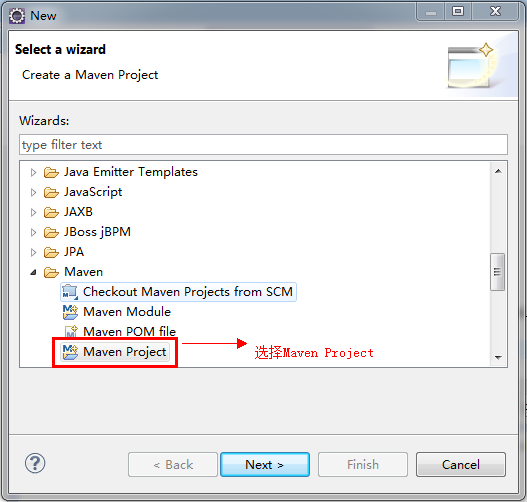 New
Select a wizard
Create a Maven Project
Wizards:
type filter text
Java Emitter Templates
JavaScript
JAXB
JBoss jBPM
JPA
Maven
Checkout Maven Projects from SCM
Maven Module
Maven POM file
Maven Project
选择Maven Project
< Back
Next >
Finish
Cancel